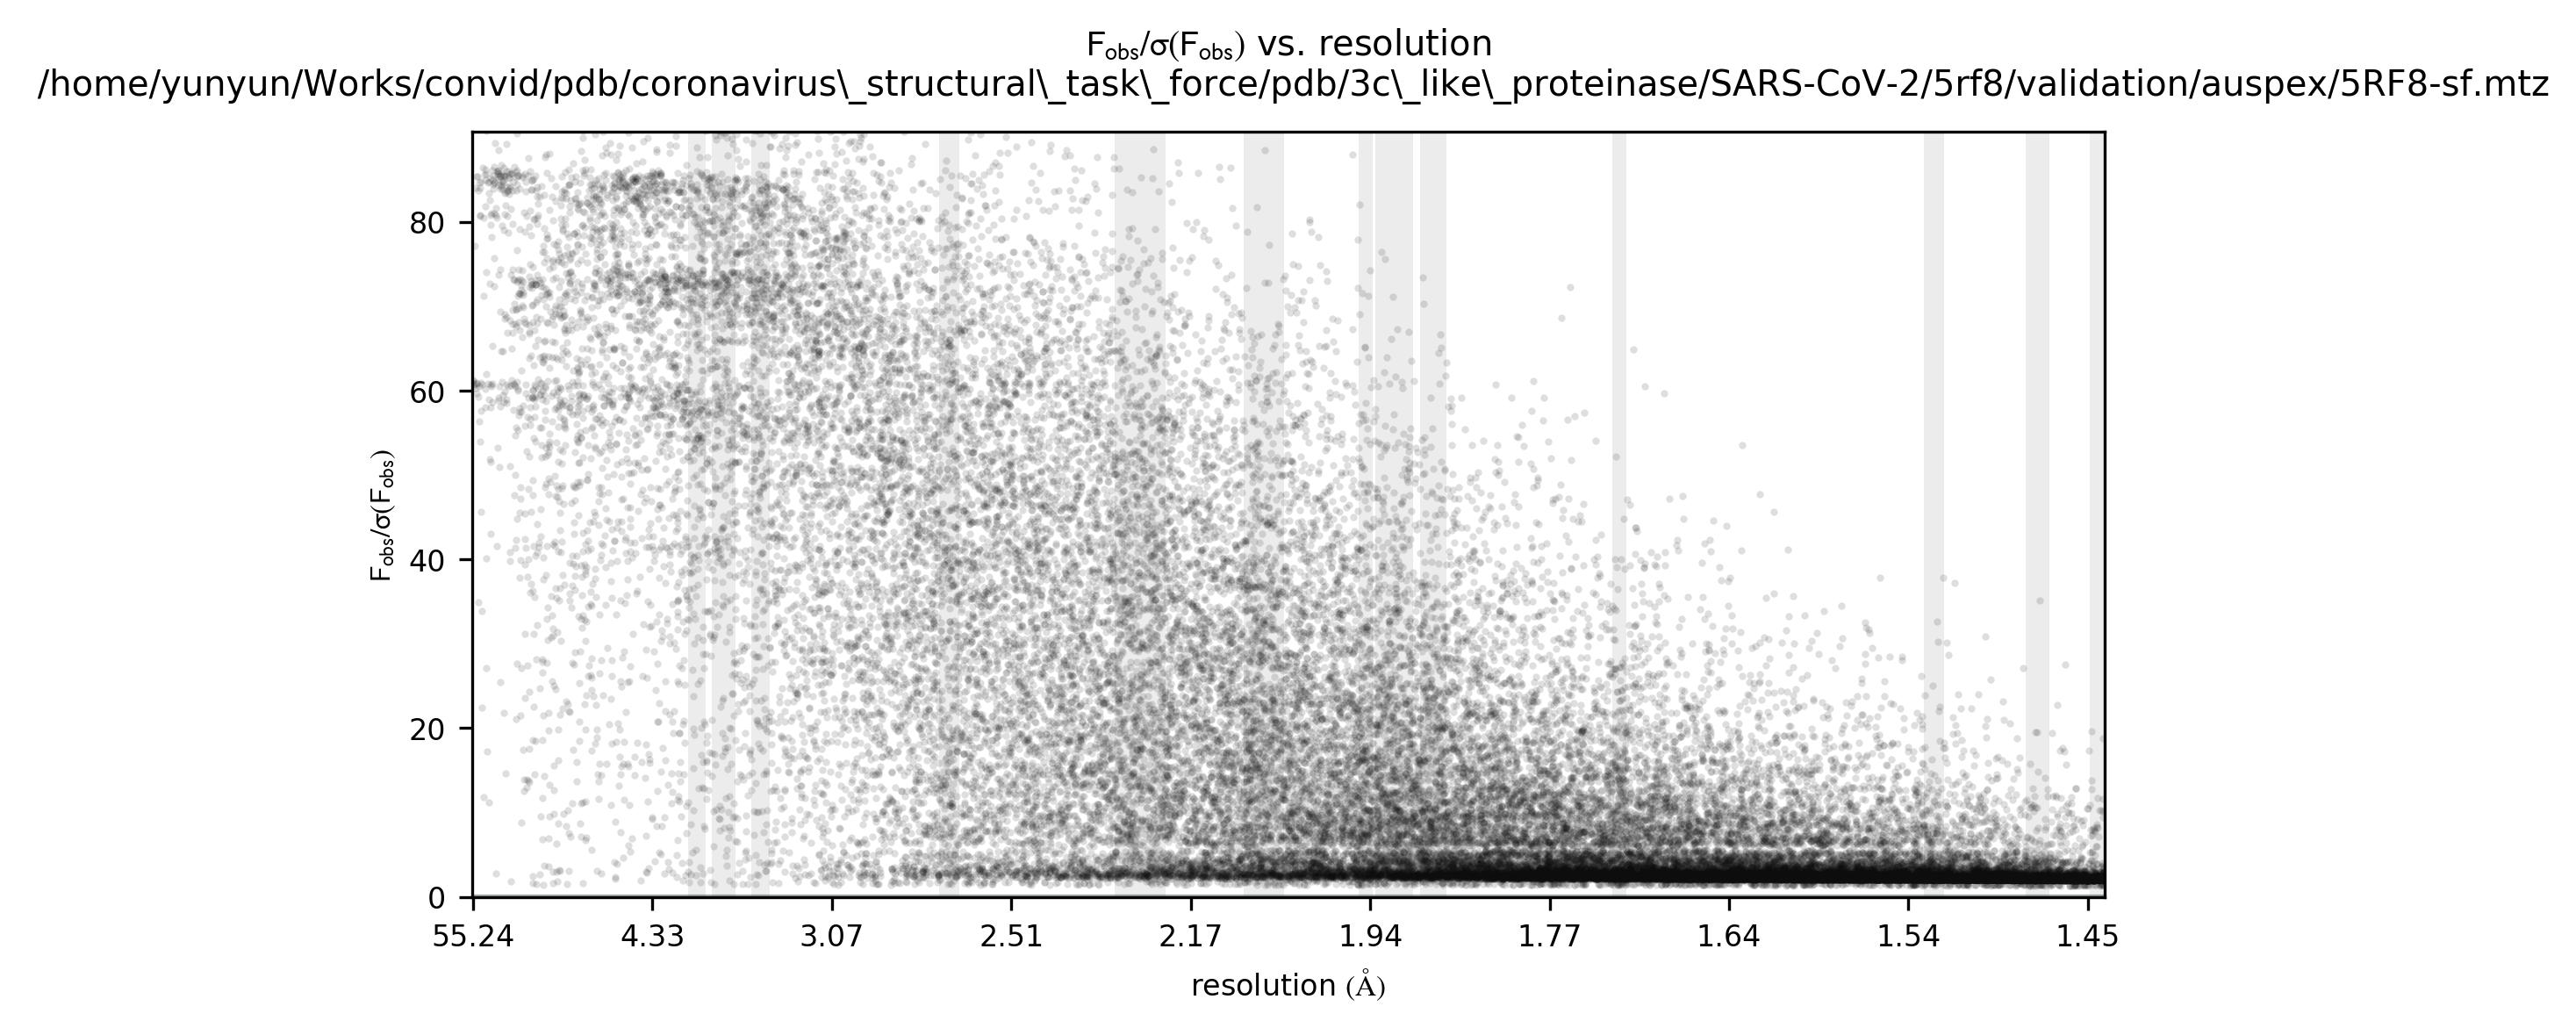 Fobs/σ(Fobs) vs. resolution
/home/yunyun/Works/convid/pdb/coronavirus\_structural\_task\_force/pdb/3c\_like\_proteinase/SARS-CoV-2/5rf8/validation/auspex/5RF8-sf.mtz
Fobs/σ(Fobs)
80
60
40
20
0
55.24 4.33 3.07 2.51 2.17 1.94 1.77 1.64 1.54 1.45
resolution (Å)